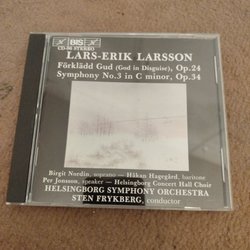 BIS
CD-96 STEREO
LARS-ERIK LARSSON
Förklädd Gud (God in Disguise), Op.24
Symphony No.3 in C minor, Op.34
Birgit Nordin, soprano – Håkan Hagegård, baritone
Per Jonsson, speaker – Helsingborg Concert Hall Choir
HELSINGBORG SYMPHONY ORCHESTRA
STEN FRYKBERG, conductor